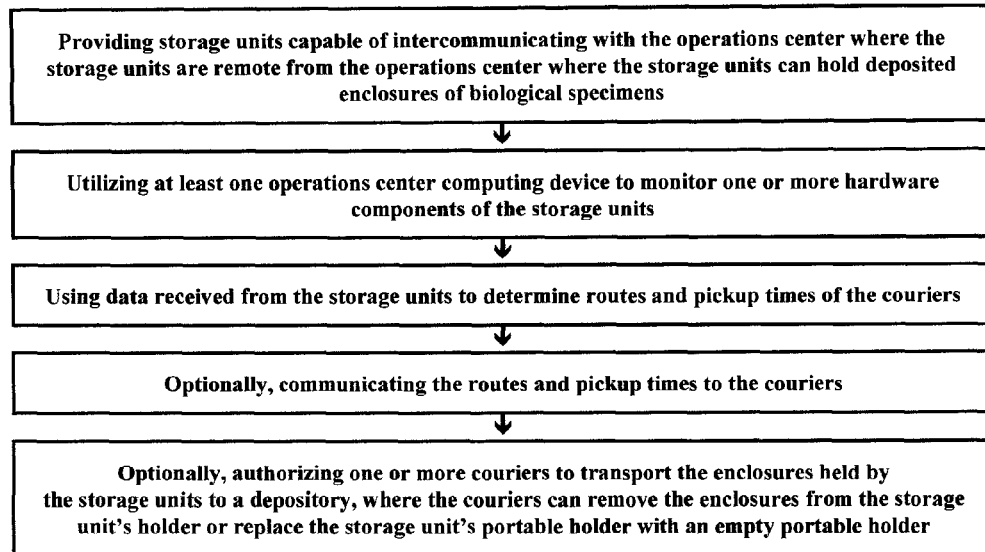 Providing storage units capable of intercommunicating with the operations center where the
storage units are remote from the operations center where the storage units can hold deposited
enclosures of biological specimens
Utilizing at least one operations center computing device to monitor one or more hardware
components of the storage units
Using data received from the storage units to determine routes and pickup times of the couriers
Optionally, communicating the routes and pickup times to the couriers
Optionally, authorizing one or more couriers to transport the enclosures held by
the storage units to a depository, where the couriers can remove the enclosures from the storage
unit's holder or replace the storage unit's portable holder with an empty portable holder